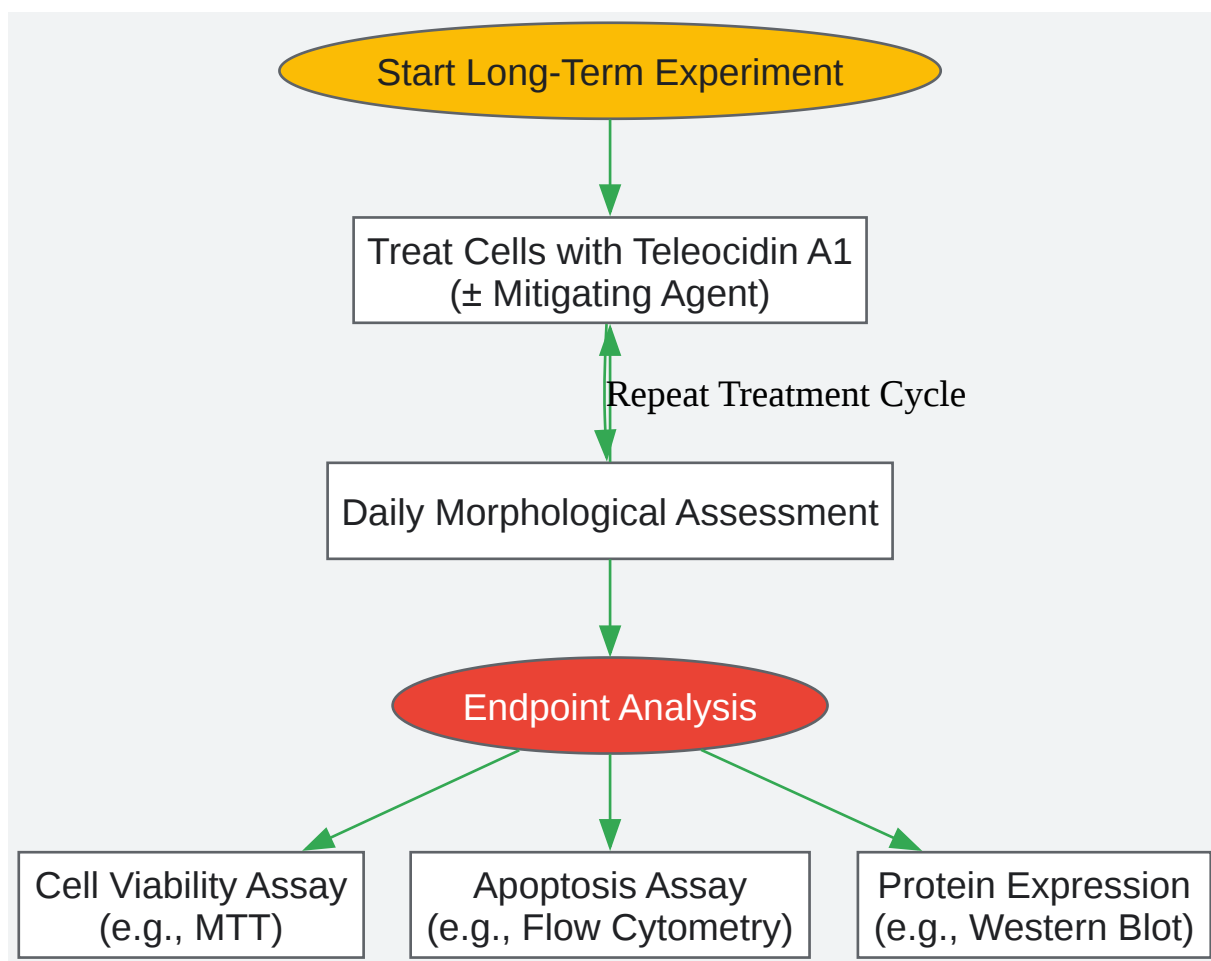 Start Long-Term Experiment
Treat Cells with Teleocidin A1
(± Mitigating Agent)
Repeat Treatment Cycle
Daily Morphological Assessment
Endpoint Analysis
Cell Viability Assay
(e.g., MTT)
Apoptosis Assay
(e.g., Flow Cytometry)
Protein Expression
(e.g., Western Blot)